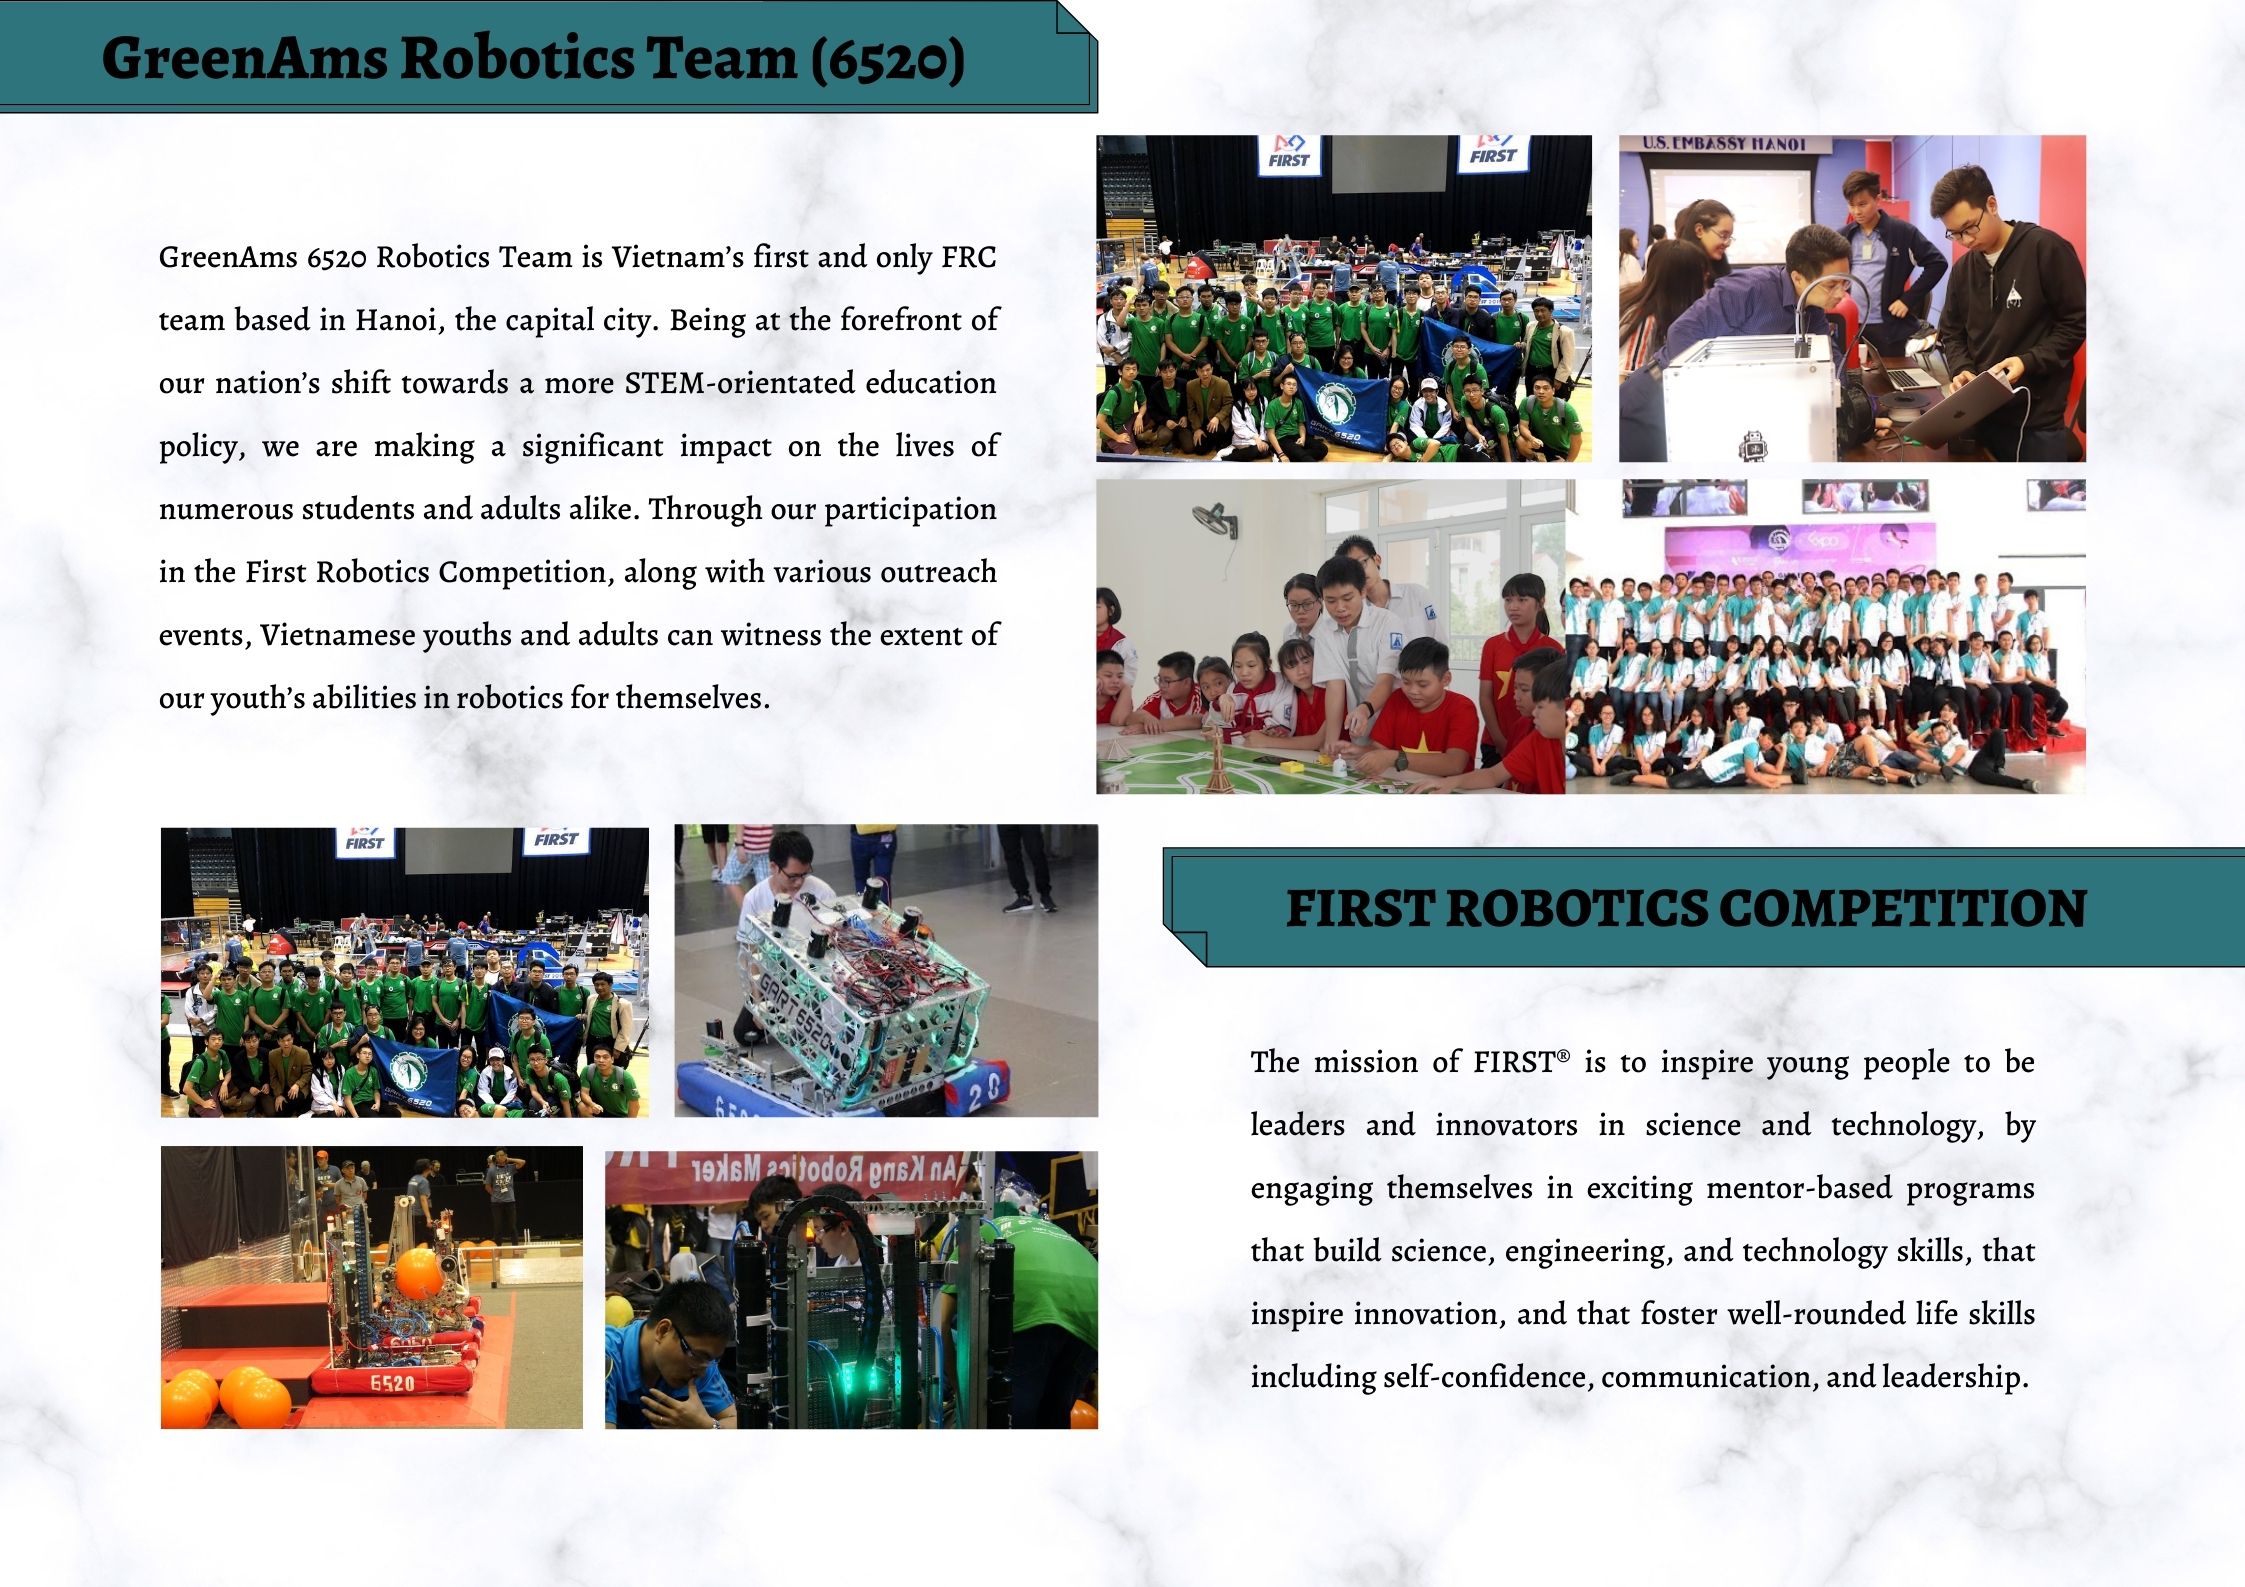 GreenAms Robotics Team (6520)
GreenAms 6520 Robotics Team is Vietnam’s first and only FRC
team based in Hanoi, the capital city. Being at the forefront of
our nation’s shift towards a more STEM-orientated education
policy, we are making a significant impact on the lives of
numerous students and adults alike. Through our participation
in the First Robotics Competition, along with various outreach
events, Vietnamese youths and adults can witness the extent of
our youth’s abilities in robotics for themselves.
FIRST
FIRST
GART 6520
U.S. EMBASSY HANOI
FIRST
FIRST
GART 6520
GART 6520
20
6520
An Kang Robotics Maker
FIRST ROBOTICS COMPETITION
The mission of FIRST® is to inspire young people to be
leaders and innovators in science and technology, by
engaging themselves in exciting mentor-based programs
that build science, engineering, and technology skills, that
inspire innovation, and that foster well-rounded life skills
including self-confidence, communication, and leadership.